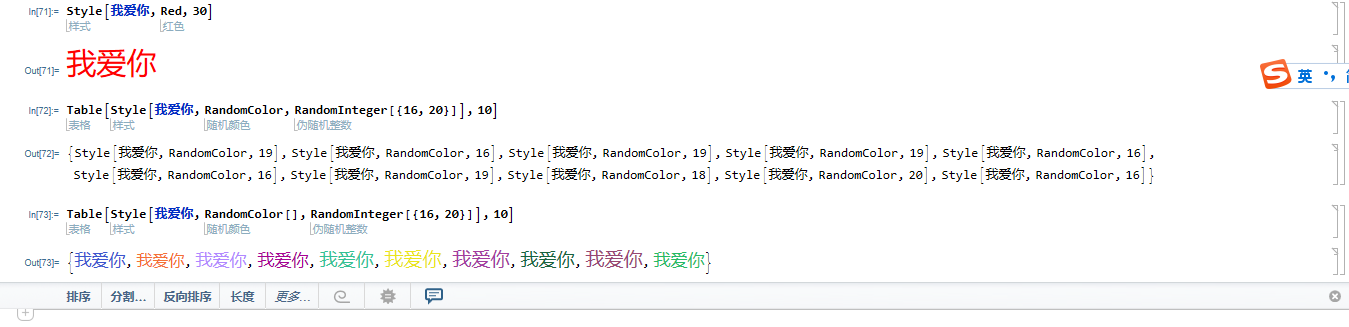 In[71]:= Style[我爱你, Red, 30]
样式 红色
Out[71]= 我爱你
英 •,
In[72]:= Table[Style[我爱你, RandomColor, RandomInteger[{16, 20}]], 10]
表格 样式 随机颜色 伪随机整数
Out[72]= {Style[我爱你, RandomColor, 19], Style[我爱你, RandomColor, 16], Style[我爱你, RandomColor, 19], Style[我爱你, RandomColor, 19], Style[我爱你, RandomColor, 16],
Style[我爱你, RandomColor, 16], Style[我爱你, RandomColor, 19], Style[我爱你, RandomColor, 18], Style[我爱你, RandomColor, 20], Style[我爱你, RandomColor, 16]}
In[73]:= Table[Style[我爱你, RandomColor[], RandomInteger[{16, 20}]], 10]
表格 样式 随机颜色 伪随机整数
Out[73]= {我爱你, 我爱你, 我爱你, 我爱你, 我爱你, 我爱你, 我爱你, 我爱你, 我爱你, 我爱你}
排序 分割... 反向排序 长度 更多...